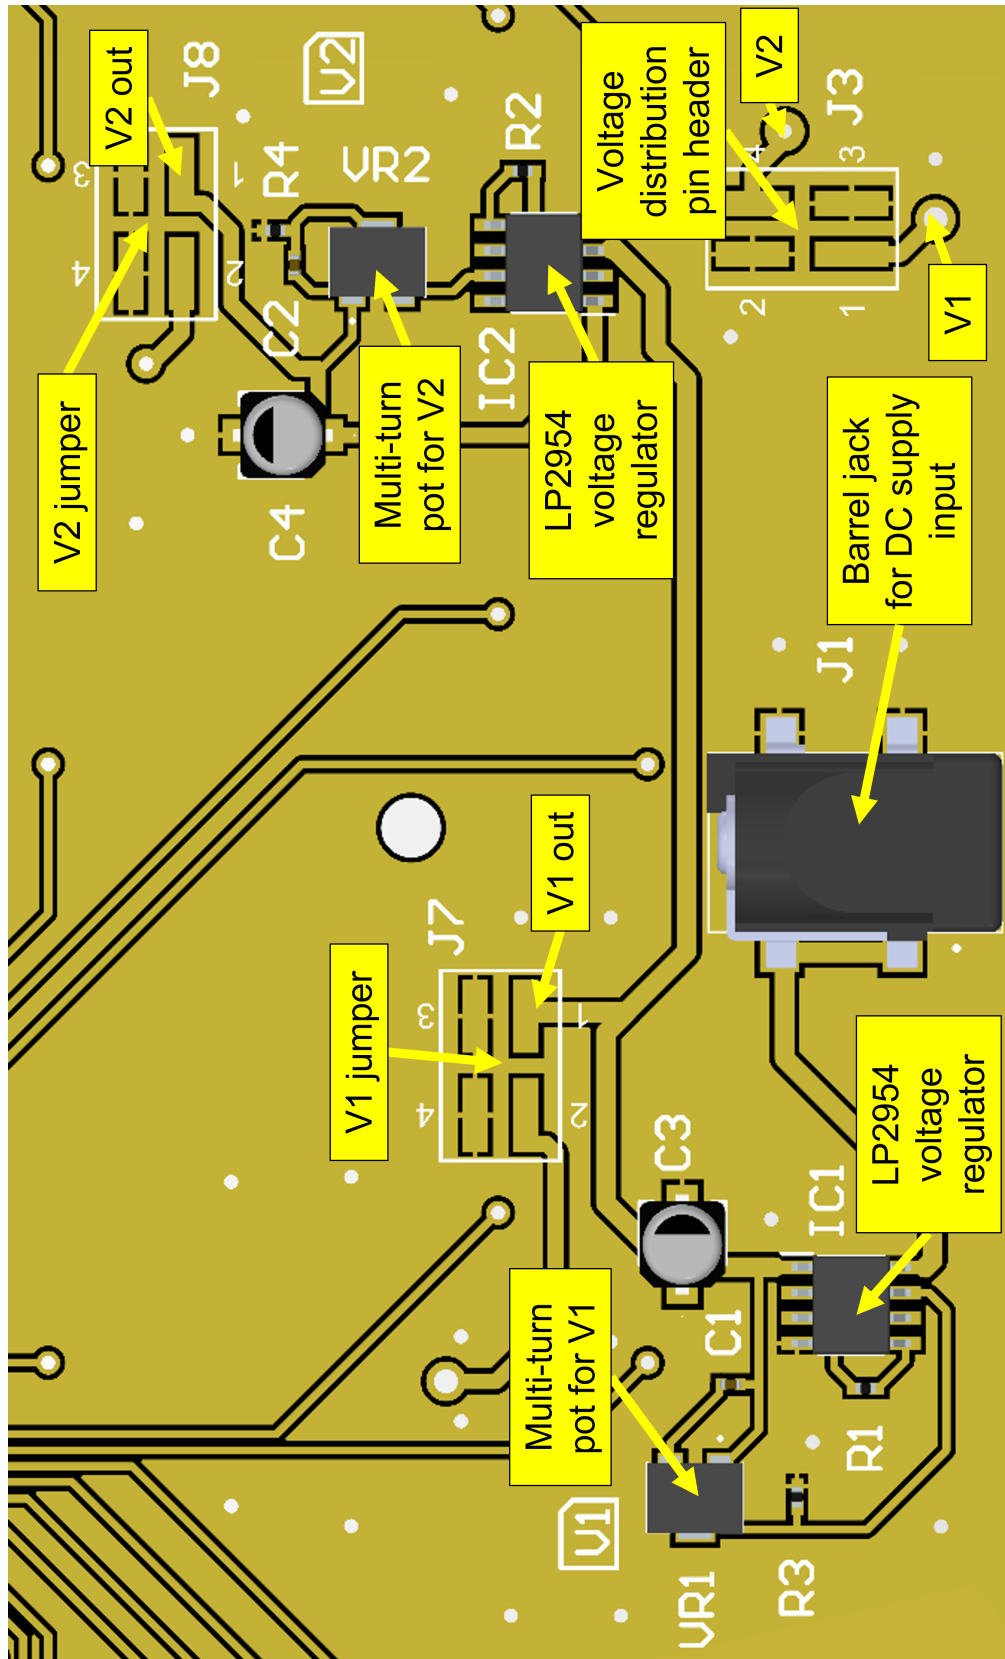 V2 out
J8
3
1
4
2
V2 jumper
V2
R4
VR2
C2
C4
Multi-turn
pot for V2
R2
IC2
LP2954
voltage
regulator
Voltage
distribution
pin header
V2
J3
4
3
2
1
V1
Barrel jack
for DC supply
input
J1
V1 out
J7
3
1
4
2
V1 jumper
C3
IC1
LP2954
voltage
regulator
Multi-turn
pot for V1
C1
R1
V1
VR1
R3